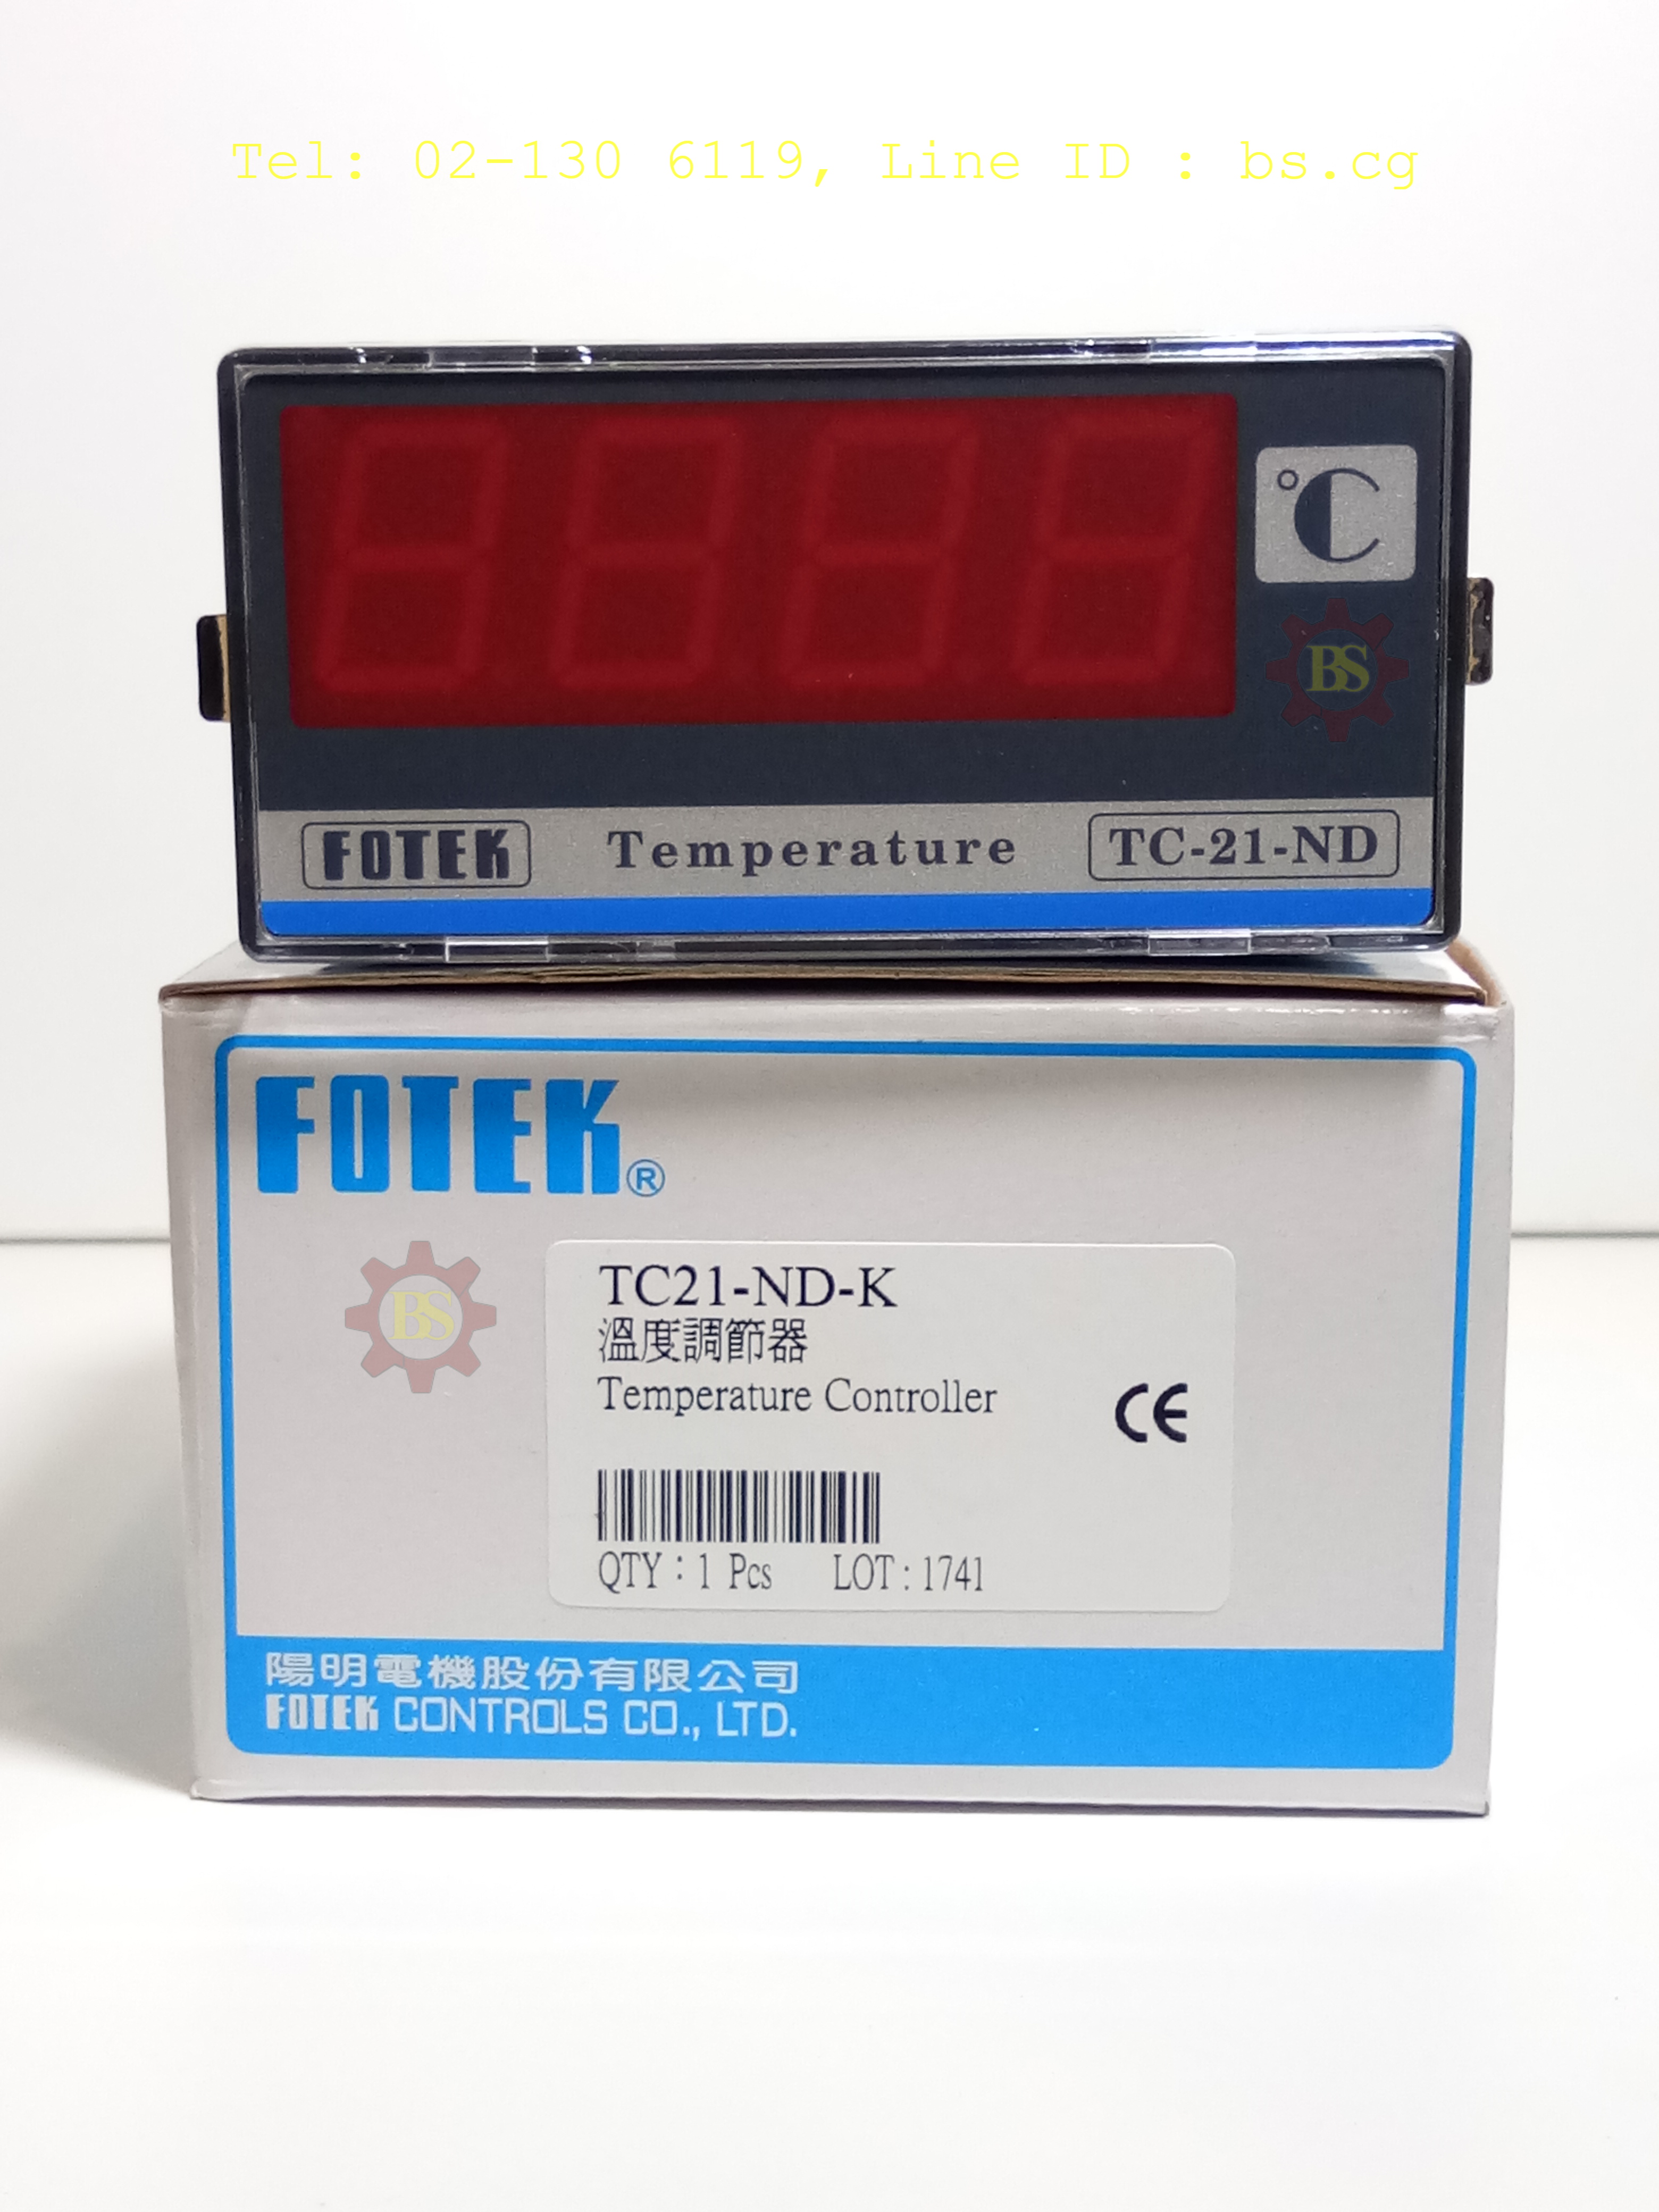 Tel: 02-130 6119, Line ID : bs.cg
°C
BS
FOTEK Temperature TC-21-ND
FOTEK®
BS
TC21-ND-K
溫度調節器
Temperature Controller
CE
QTY : 1 Pcs LOT : 1741
陽明電機股份有限公司
FOTEK CONTROLS CO., LTD.